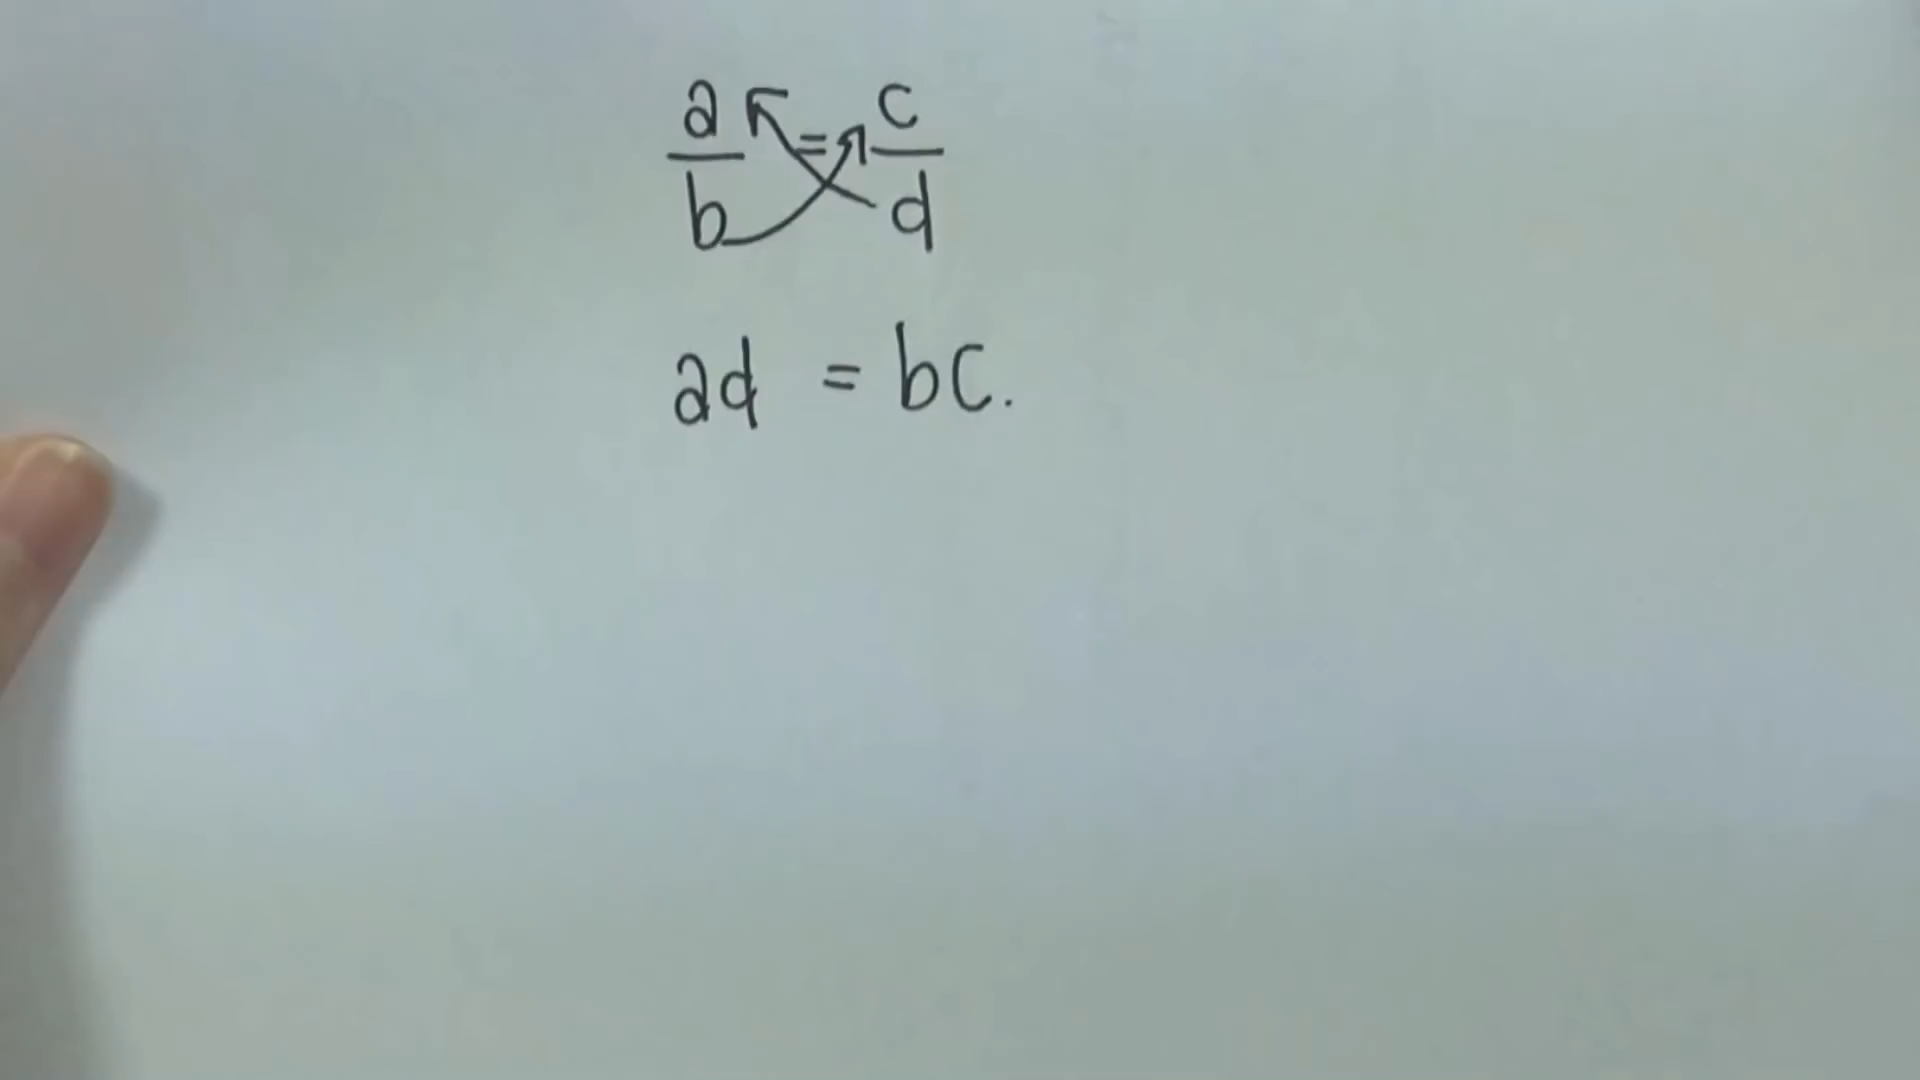 a/b = c/d
ad = bc.